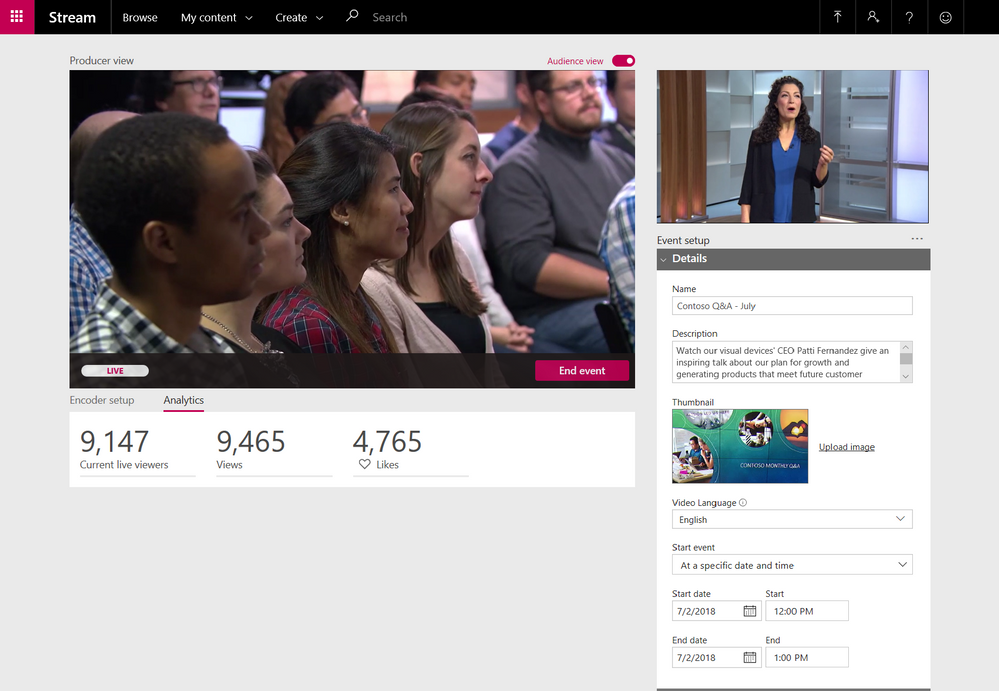 Stream Browse My content Create Search ?
Producer view
Audience view
LIVE
End event
Encoder setup Analytics
9,147 9,465 4,765
Current live viewers Views Likes
Event setup ...
Details
Name
Contoso Q&A - July
Description
Watch our visual devices' CEO Patti Fernandez give an
inspiring talk about our plan for growth and
generating products that meet future customer
Thumbnail
CONTOSO MONTHLY Q&A
Upload image
Video Language
English
Start event
At a specific date and time
Start date Start
7/2/2018 12:00 PM
End date End
7/2/2018 1:00 PM